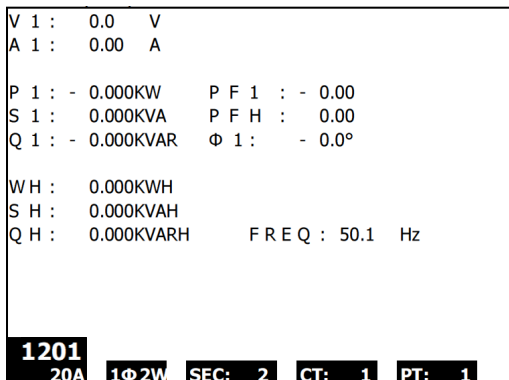 V 1 : 0.0 V
A 1 : 0.00 A
P 1 : - 0.000KW P F 1 : - 0.00
S 1 : 0.000KVA P F H : 0.00
Q 1 : - 0.000KVAR Φ 1 : - 0.0°
W H : 0.000KWH
S H : 0.000KVAH
Q H : 0.000KVARH F R E Q : 50.1 Hz
1201
20A 1Φ2W SEC: 2 CT: 1 PT: 1